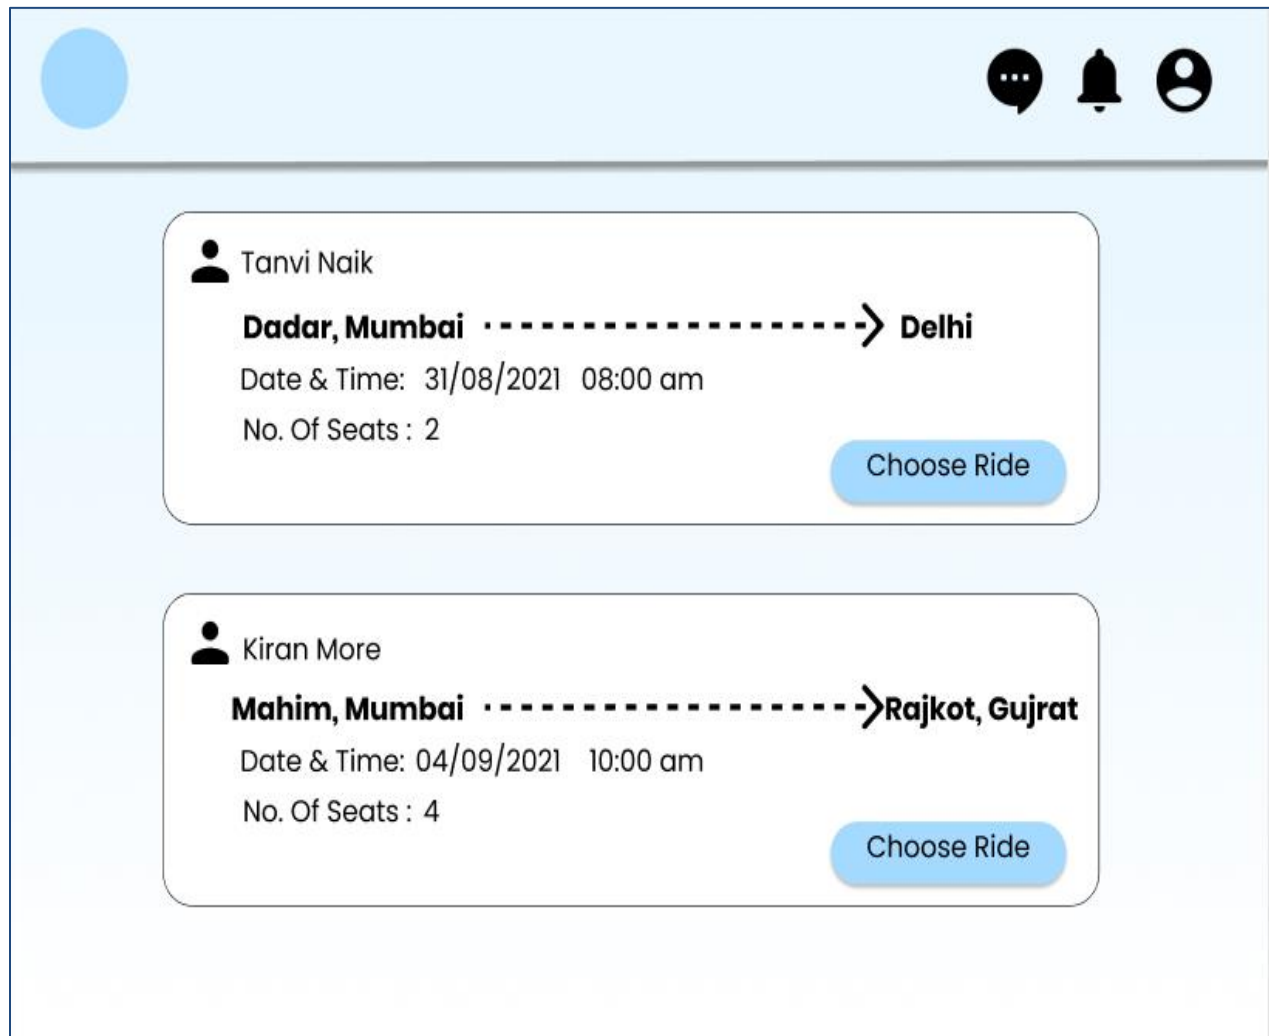 Tanvi Naik
Dadar, Mumbai Delhi
Date & Time: 31/08/2021 08:00 am
No. Of Seats : 2
Choose Ride
Kiran More
Mahim, Mumbai Rajkot, Gujrat
Date & Time: 04/09/2021 10:00 am
No. Of Seats : 4
Choose Ride